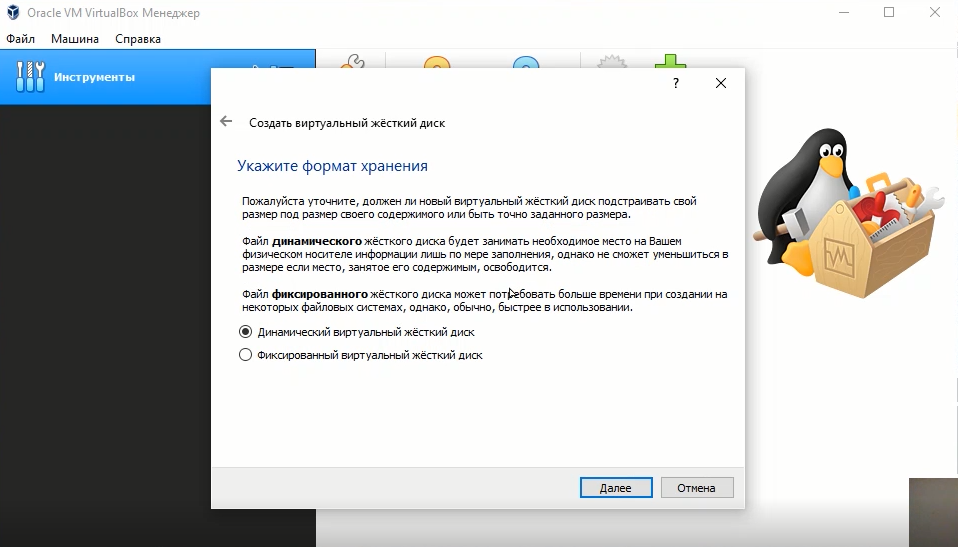 Oracle VM VirtualBox Менеджер
Файл Машина Справка
Инструменты
?
Создать виртуальный жёсткий диск
Укажите формат хранения
Пожалуйста уточните, должен ли новый виртуальный жёсткий диск подстраивать свой
размер под размер своего содержимого или быть точно заданного размера.
Файл динамического жёсткого диска будет занимать необходимое место на Вашем
физическом носителе информации лишь по мере заполнения, однако не сможет уменьшиться в
размере если место, занятое его содержимым, освободится.
Файл фиксированного жёсткого диска может потребовать больше времени при создании на
некоторых файловых системах, однако, обычно, быстрее в использовании.
Динамический виртуальный жёсткий диск
Фиксированный виртуальный жёсткий диск
Далее Отмена